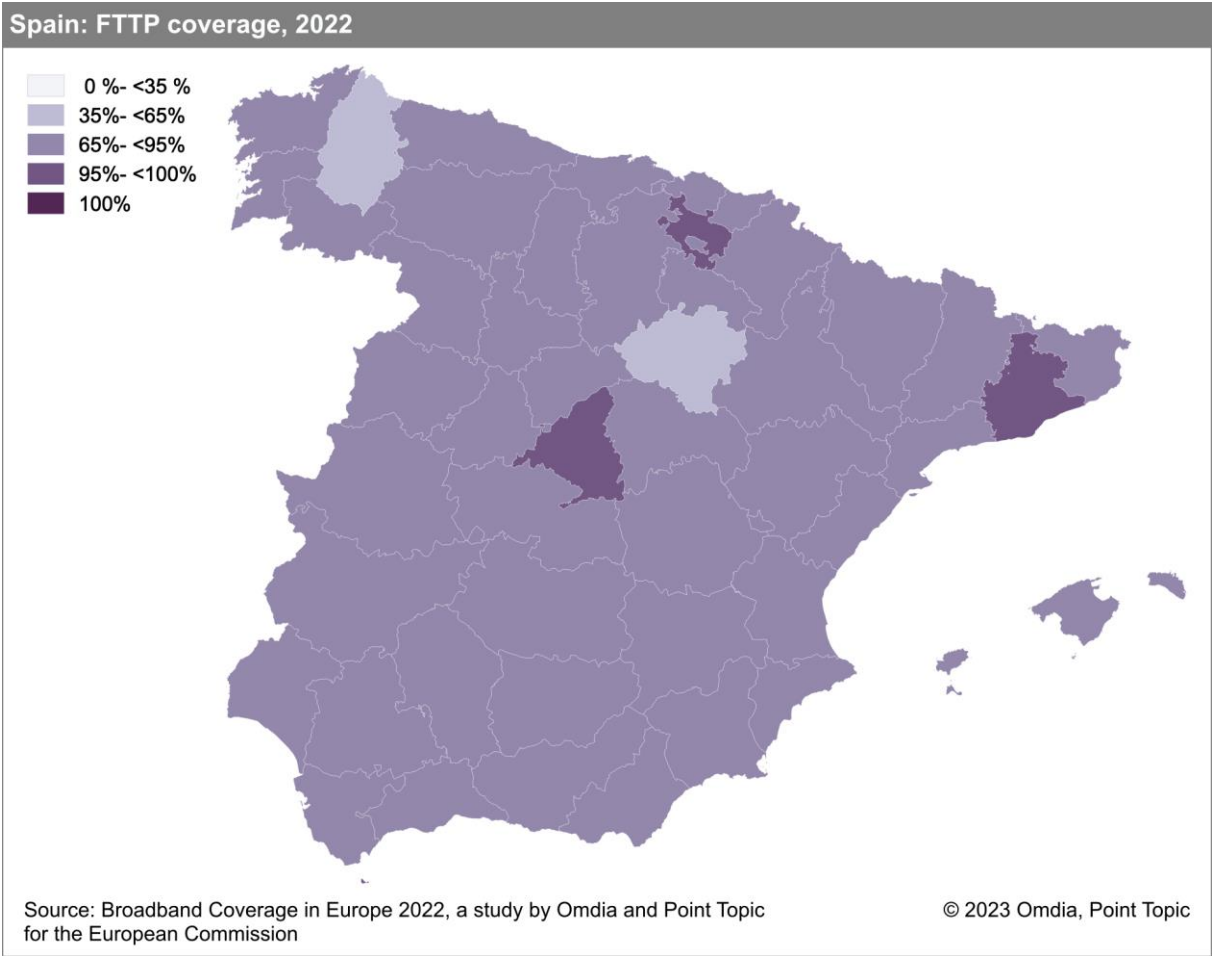 Spain: FTTP coverage, 2022
0 %- <35 %
35%- <65%
65%- <95%
95%- <100%
100%
Source: Broadband Coverage in Europe 2022, a study by Omdia and Point Topic
for the European Commission
© 2023 Omdia, Point Topic